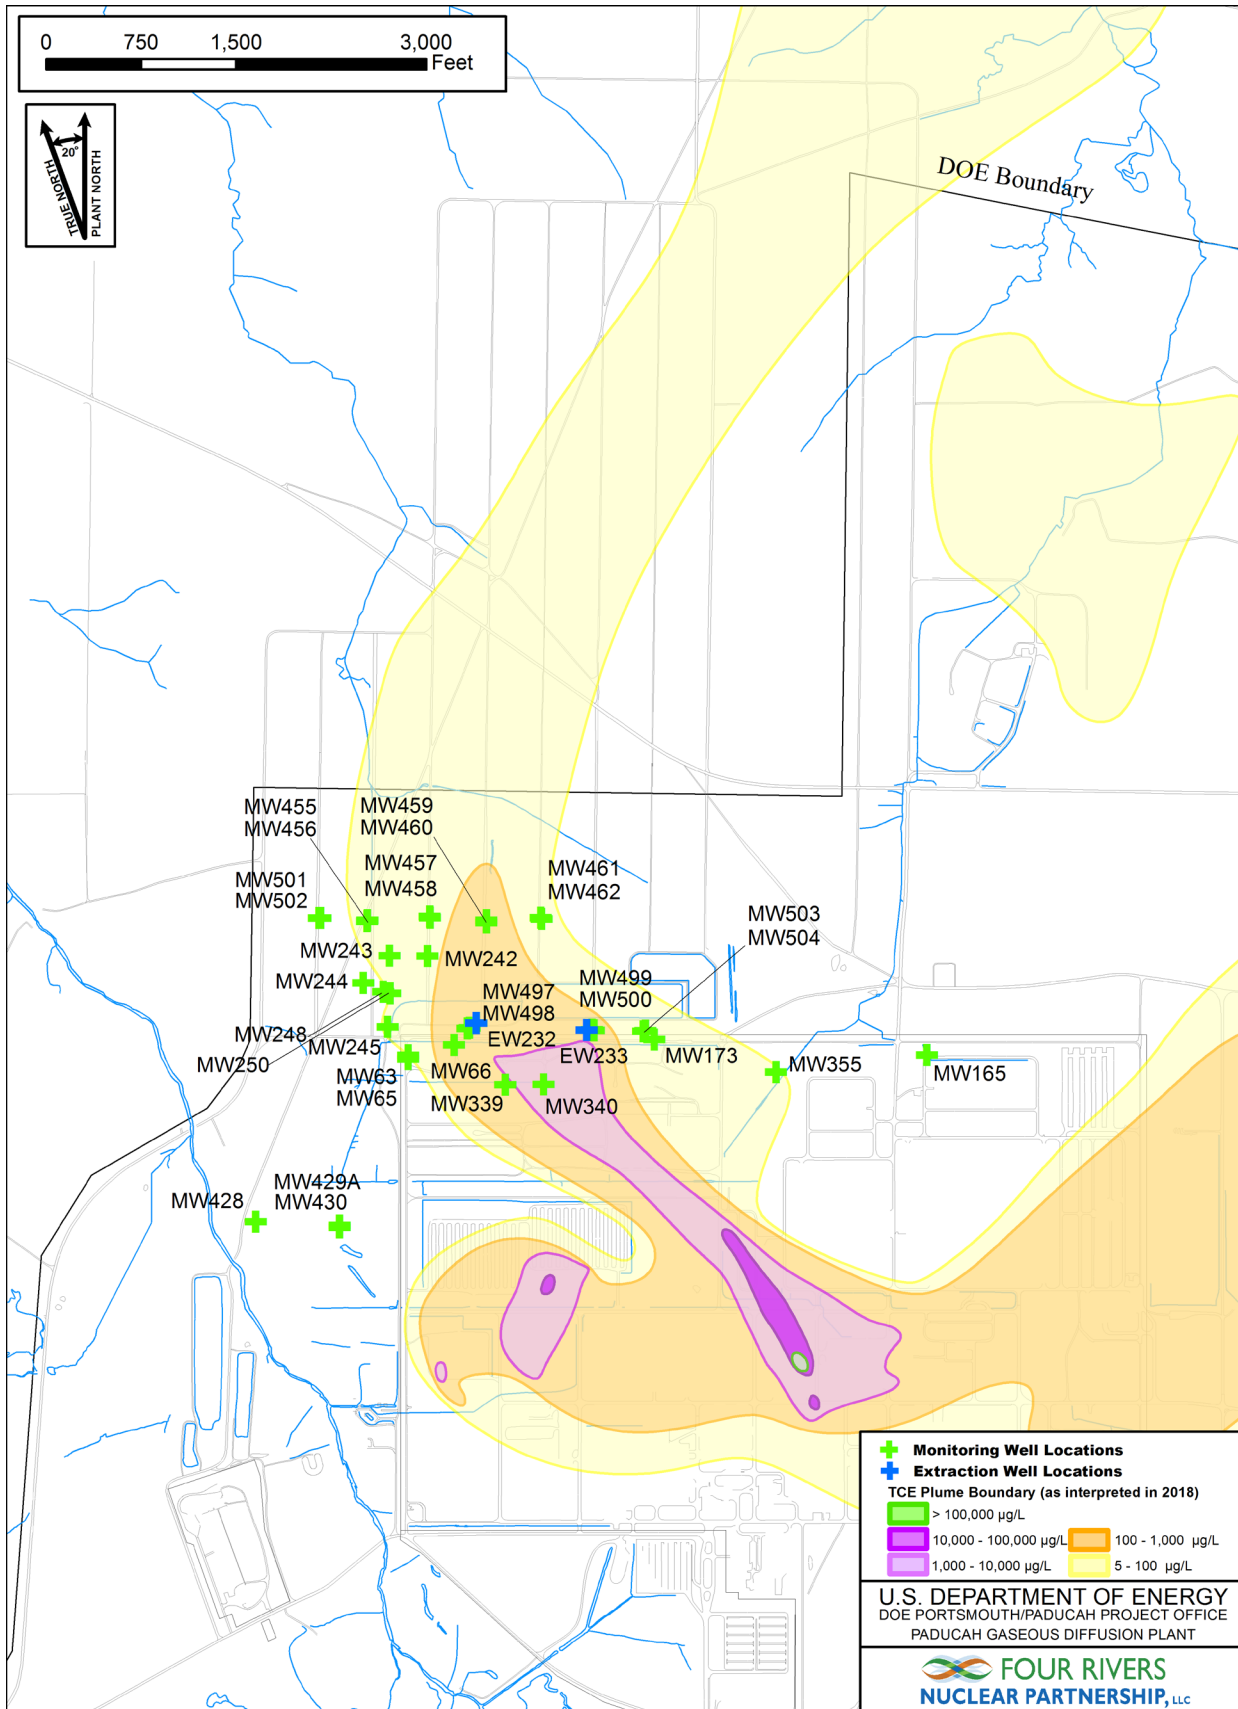 0 750 1,500 3,000
Feet
20°
TRUE NORTH
PLANT NORTH
DOE Boundary
MW455
MW456
MW459
MW460
MW457
MW458
MW461
MW462
MW501
MW502
MW503
MW504
MW243
MW242
MW244
MW499
MW500
MW497
MW498
MW248
EW232
MW245
EW233
MW173
MW250
MW66
MW355
MW165
MW63
MW65
MW339
MW340
MW429A
MW430
MW428
Monitoring Well Locations
Extraction Well Locations
TCE Plume Boundary (as interpreted in 2018)
> 100,000 µg/L
10,000 - 100,000 µg/L
100 - 1,000 µg/L
1,000 - 10,000 µg/L
5 - 100 µg/L
U.S. DEPARTMENT OF ENERGY
DOE PORTSMOUTH/PADUCAH PROJECT OFFICE
PADUCAH GASEOUS DIFFUSION PLANT
FOUR RIVERS
NUCLEAR PARTNERSHIP, LLC